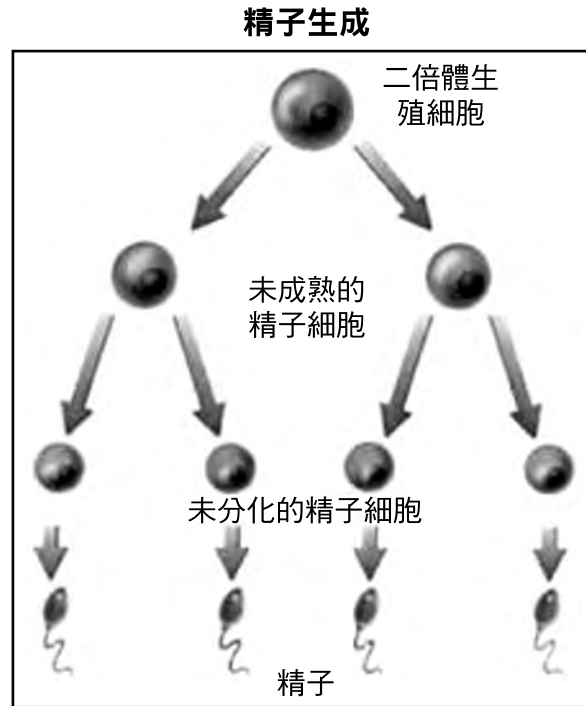 精子生成
二倍體生
殖細胞
未成熟的
精子細胞
未分化的精子細胞
精子